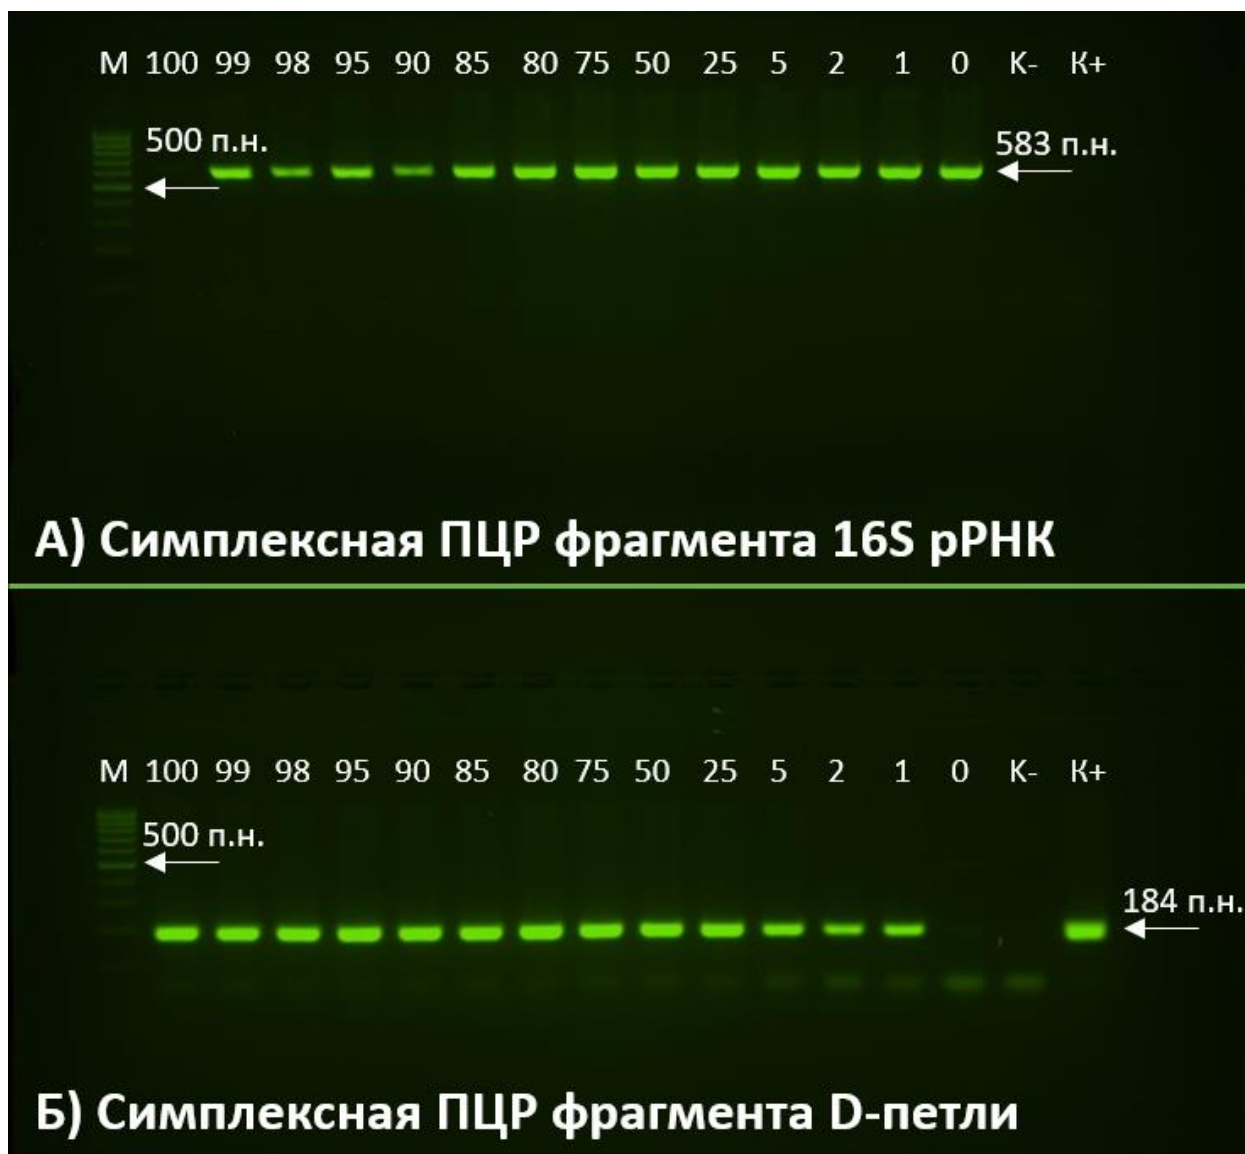 M 100 99 98 95 90 85 80 75 50 25 5 2 1 0 K- K+
500 п.н.
583 п.н.
А) Симплексная ПЦР фрагмента 16S рРНК
M 100 99 98 95 90 85 80 75 50 25 5 2 1 0 K- K+
500 п.н.
184 п.н.
Б) Симплексная ПЦР фрагмента D-петли